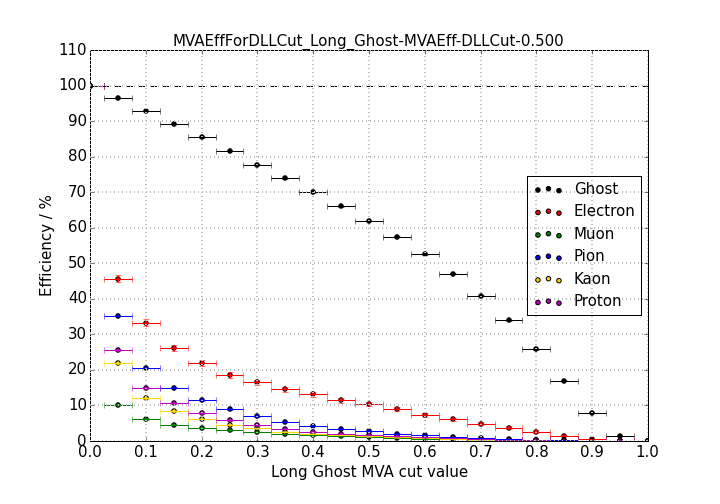 MVAEffForDLLCut_Long_Ghost-MVAEff-DLLCut-0.500
110
100
90
80
70
60
50
40
30
20
10
0
Efficiency / %
Ghost
Electron
Muon
Pion
Kaon
Proton
0.0 0.1 0.2 0.3 0.4 0.5 0.6 0.7 0.8 0.9 1.0
Long Ghost MVA cut value